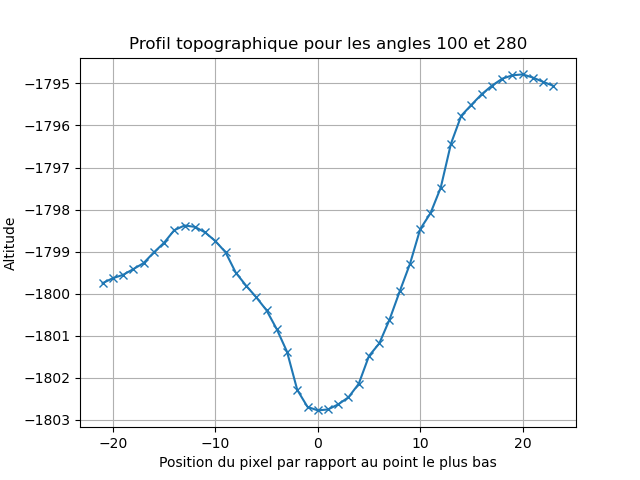 Profil topographique pour les angles 100 et 280
Altitude
−1795
−1796
−1797
−1798
−1799
−1800
−1801
−1802
−1803
−20 −10 0 10 20
Position du pixel par rapport au point le plus bas